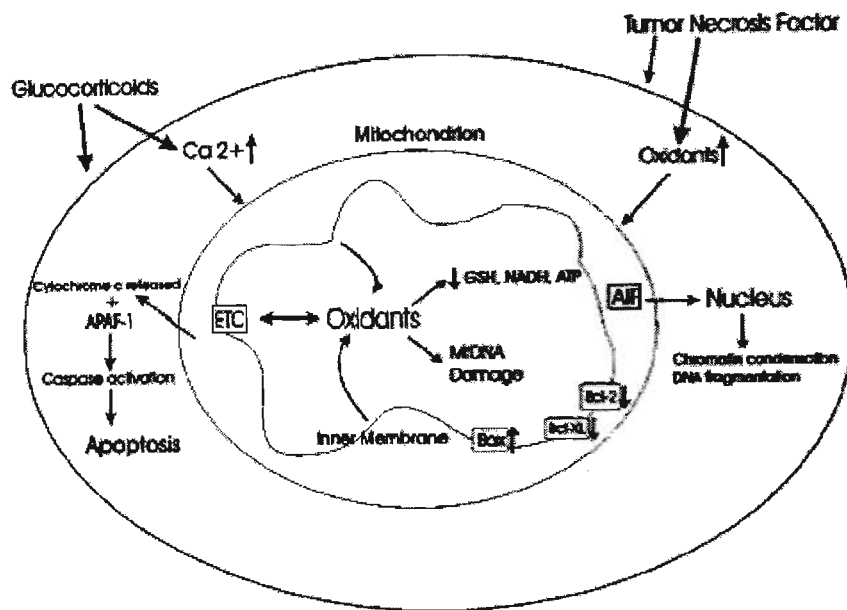 Tumor Necrosis Factor
Glucocorticoids
Ca 2+
Mitochondrion
Oxidants
Cytochrome c released
+
APAF-1
Caspase activation
Apoptosis
ETC
Oxidants
GSH, NADH, ATP
MtDNA
Damage
Inner Membrane
Bax
Bcl-XL
Bcl-2
AIF
Nucleus
Chromatin condensation
DNA fragmentation